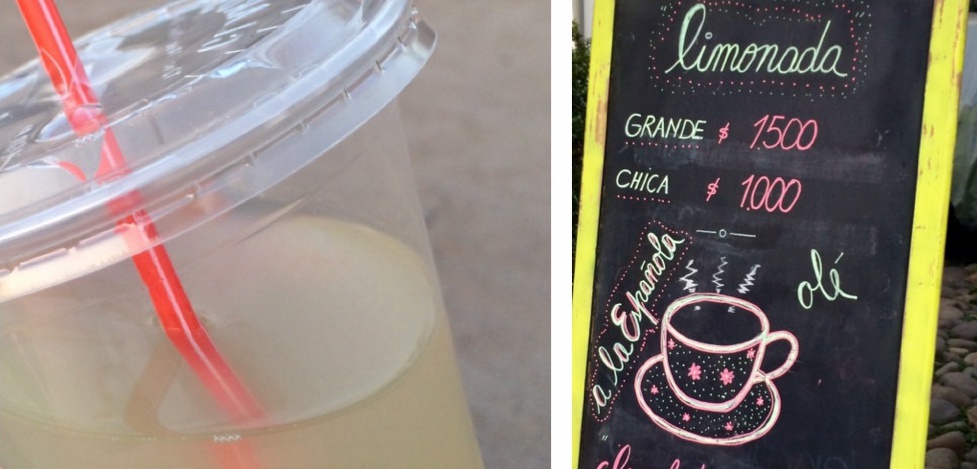 limonada
GRANDE $ 1.500
CHICA $ 1.000
a la Española
olé